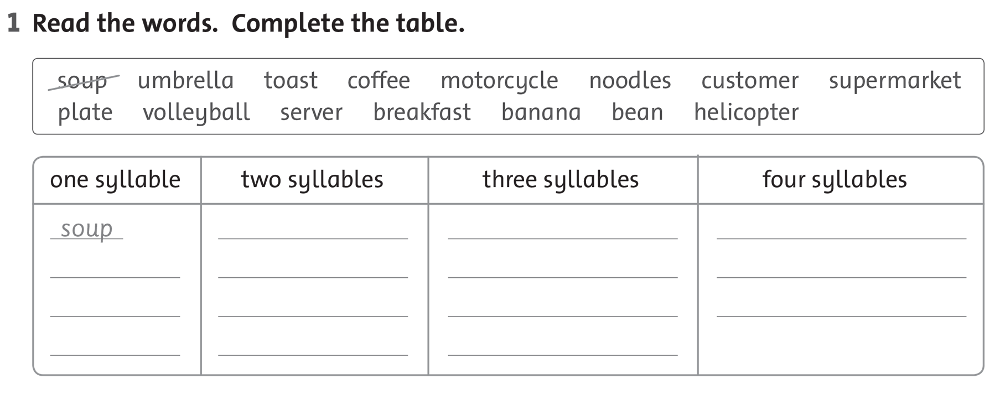 1 Read the words. Complete the table.
soup umbrella toast coffee motorcycle noodles customer supermarket
plate volleyball server breakfast banana bean helicopter
one syllable two syllables three syllables four syllables
soup